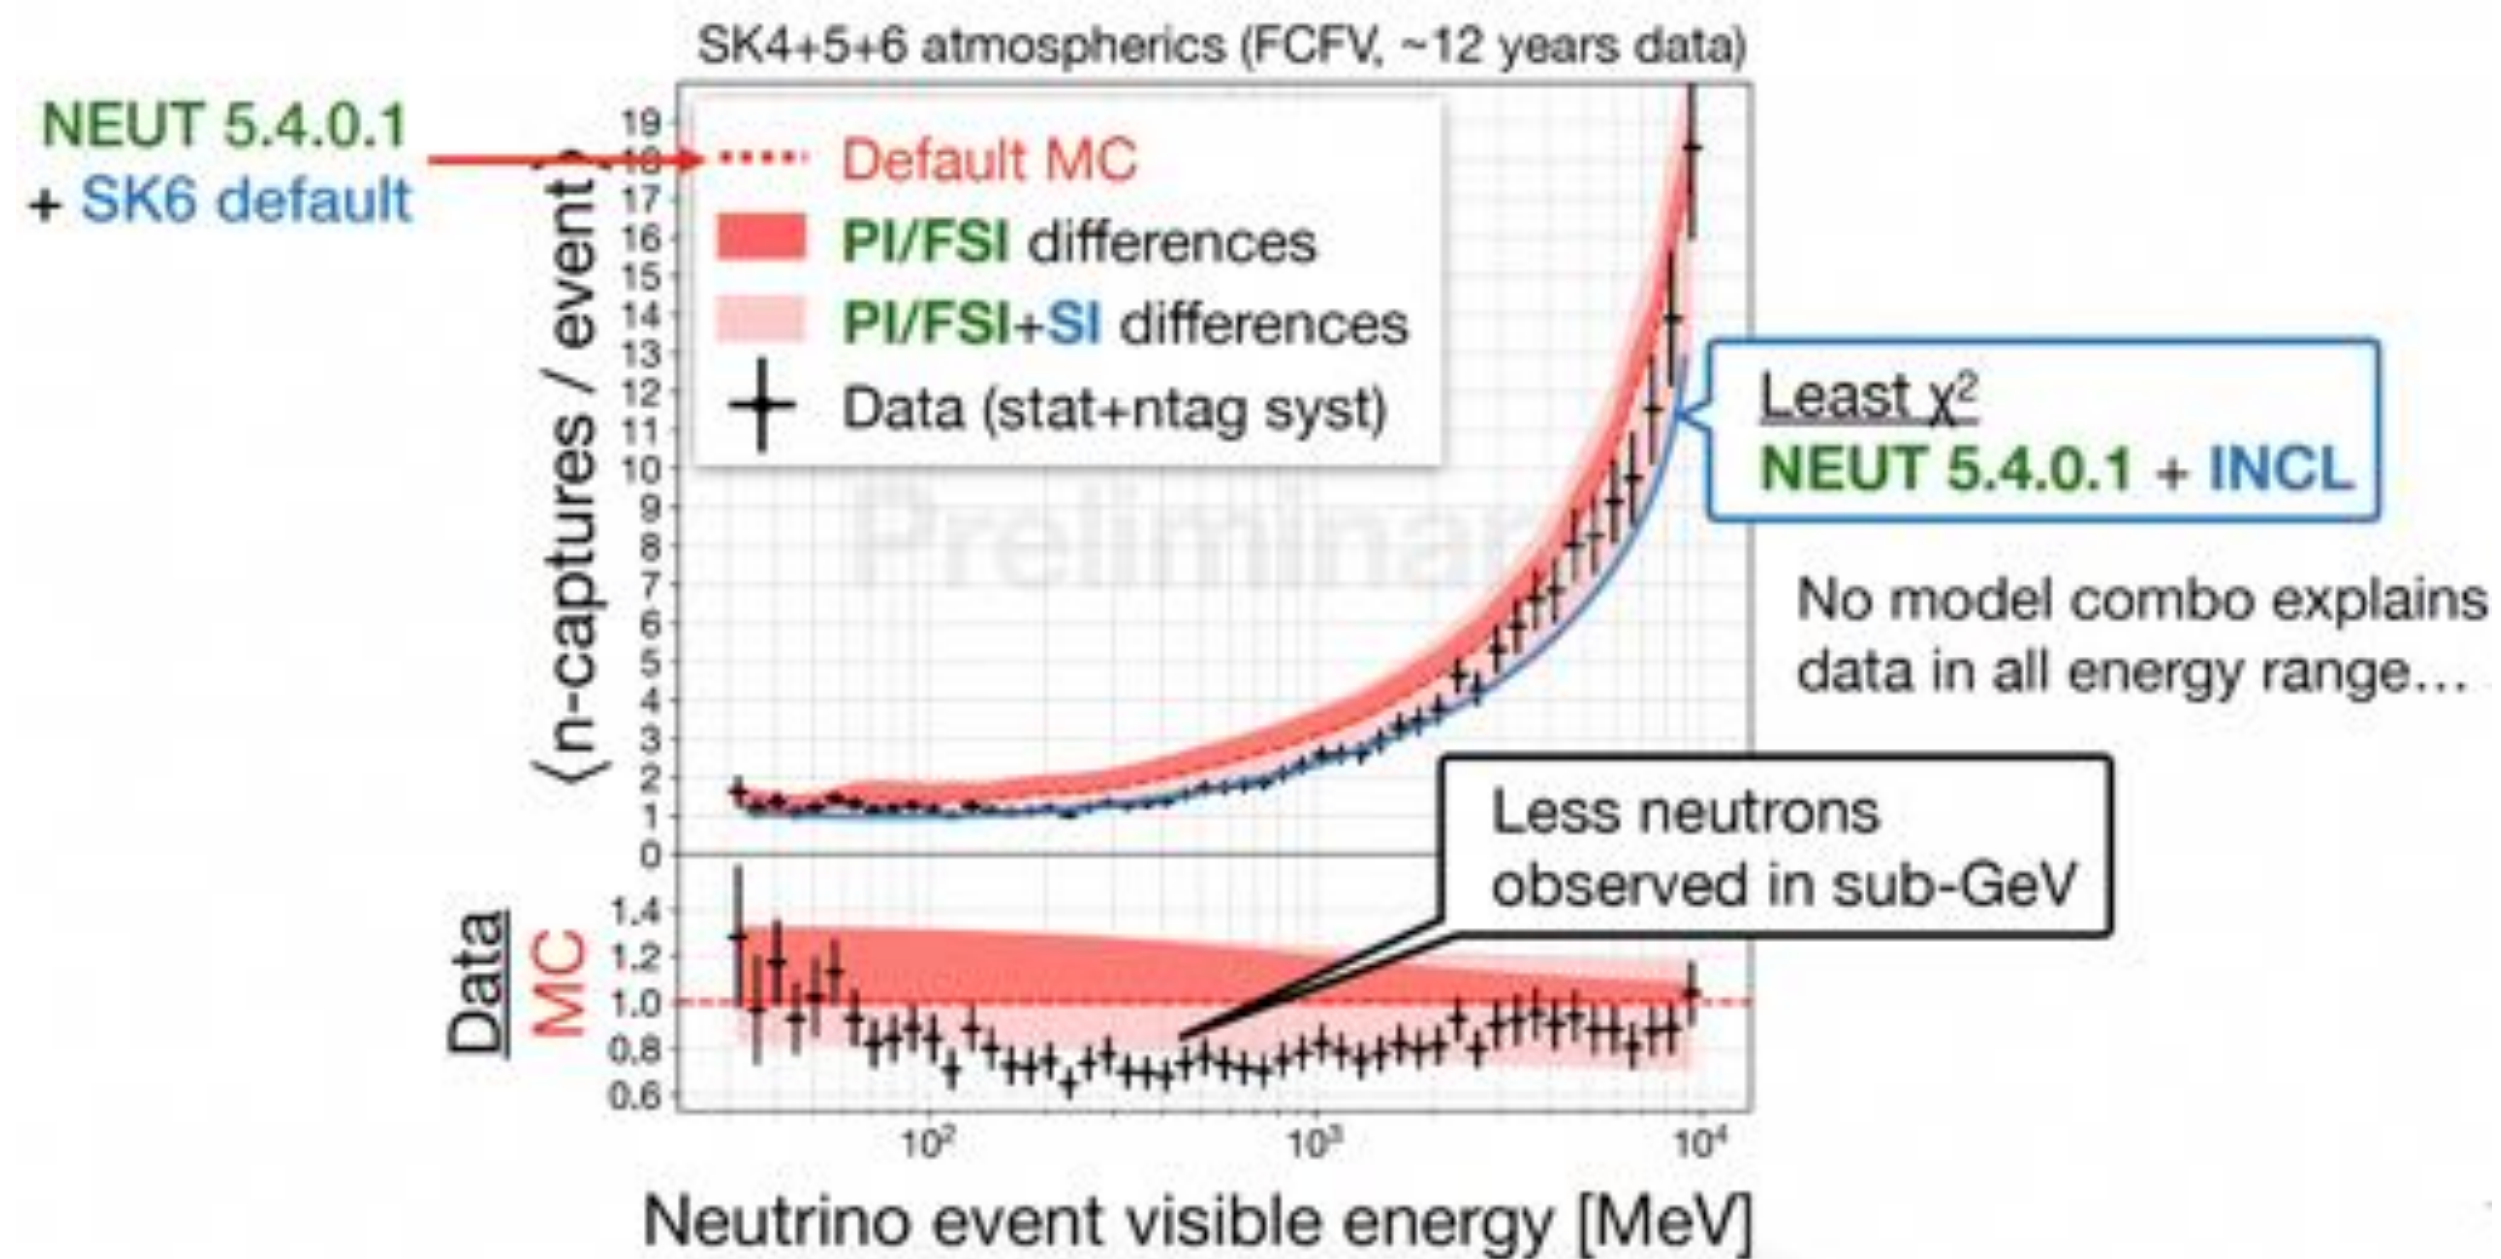 SK4+5+6 atmospherics (FCFV, ~12 years data)
NEUT 5.4.0.1
+ SK6 default
⟨n-captures / event⟩
19
18
17
16
15
14
13
12
11
10
9
8
7
6
5
4
3
2
1
0
Default MC
PI/FSI differences
PI/FSI+SI differences
Data (stat+ntag syst)
Preliminar
Least χ²
NEUT 5.4.0.1 + INCL
No model combo explains
data in all energy range…
Less neutrons
observed in sub-GeV
Data
MC
1.4
1.2
1.0
0.8
0.6
10²
10³
10⁴
Neutrino event visible energy [MeV]